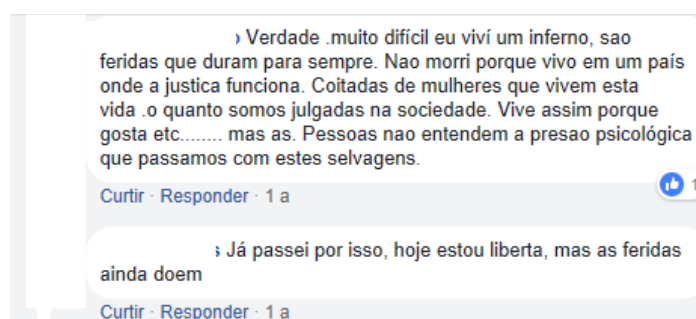 Verdade .muito difícil eu viví um inferno, sao
feridas que duram para sempre. Nao morri porque vivo em um país
onde a justica funciona. Coitadas de mulheres que vivem esta
vida .o quanto somos julgadas na sociedade. Vive assim porque
gosta etc........ mas as. Pessoas nao entendem a presao psicológica
que passamos com estes selvagens.
Curtir · Responder · 1 a
1
s Já passei por isso, hoje estou liberta, mas as feridas
ainda doem
Curtir · Responder · 1 a